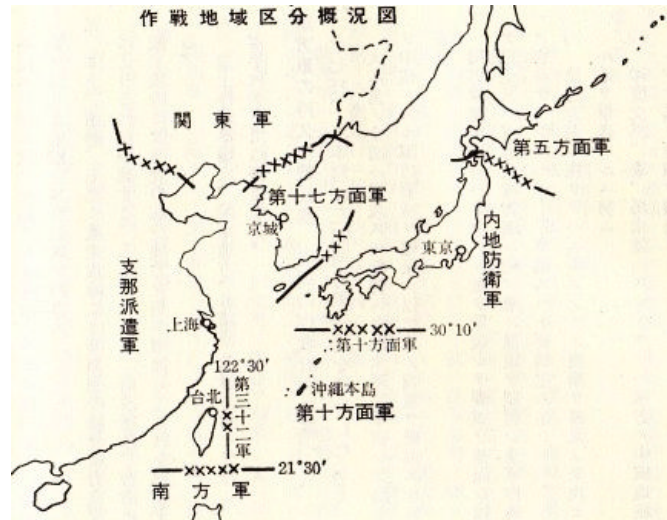 作戦地域区分概況図
関東軍
第五方面軍
第十七方面軍
京城
東京
内地防衛軍
支那派遣軍
上海
30°10′
第十方面軍
122°30′
沖縄本島
第三十二軍
台北
第十方面軍
21°30′
南方軍